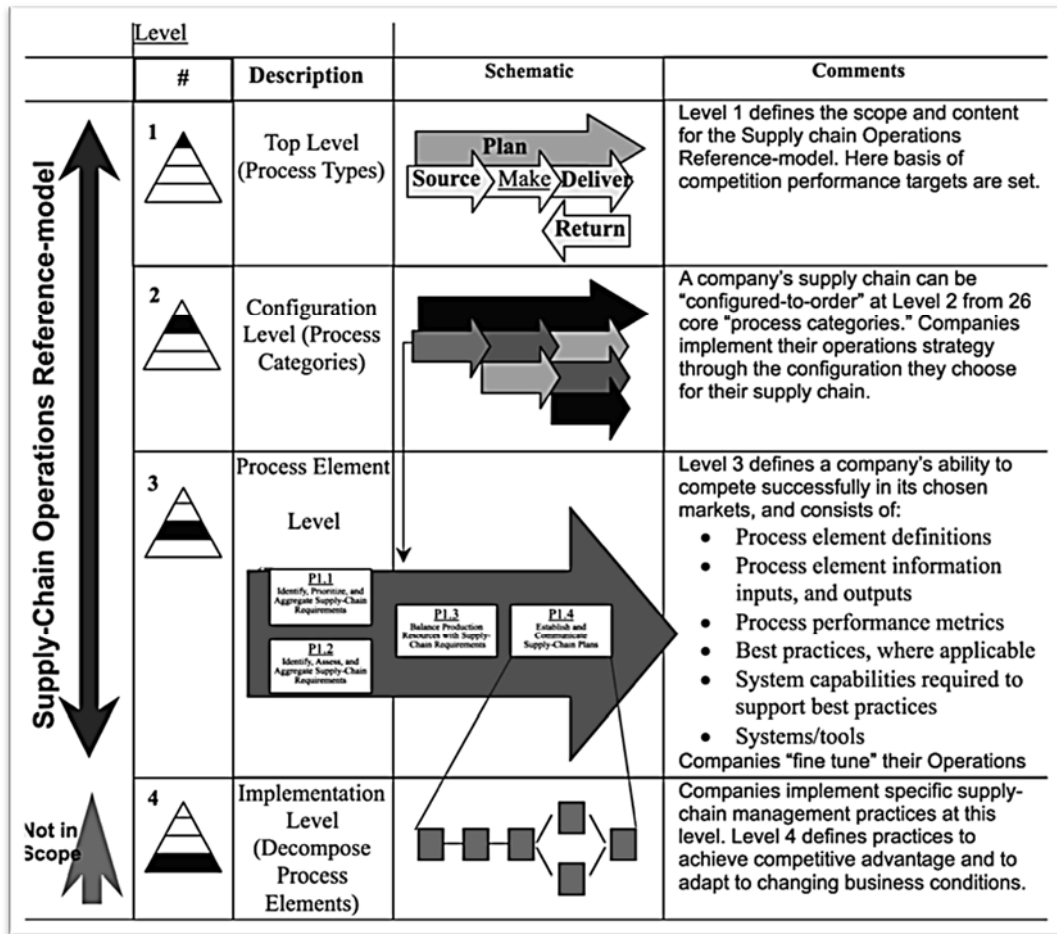 Level
#
Description
Schematic
Comments
Supply-Chain Operations Reference-model
1
Top Level
(Process Types)
Plan
Source
Make
Deliver
Return
Level 1 defines the scope and content
for the Supply chain Operations
Reference-model. Here basis of
competition performance targets are set.
2
Configuration
Level (Process
Categories)
A company's supply chain can be
"configured-to-order" at Level 2 from 26
core "process categories." Companies
implement their operations strategy
through the configuration they choose
for their supply chain.
3
Process Element
Level
P1.1
Identify, Prioritize, and
Aggregate Supply-Chain
Requirements
P1.2
Identify, Assess, and
Aggregate Supply-Chain
Requirements
P1.3
Balance Production
Resources with Supply-
Chain Requirements
P1.4
Establish and
Communicate
Supply-Chain Plans
Level 3 defines a company's ability to
compete successfully in its chosen
markets, and consists of:
• Process element definitions
• Process element information
inputs, and outputs
• Process performance metrics
• Best practices, where applicable
• System capabilities required to
support best practices
• Systems/tools
Companies "fine tune" their Operations
Not in
Scope
4
Implementation
Level
(Decompose
Process
Elements)
Companies implement specific supply-
chain management practices at this
level. Level 4 defines practices to
achieve competitive advantage and to
adapt to changing business conditions.